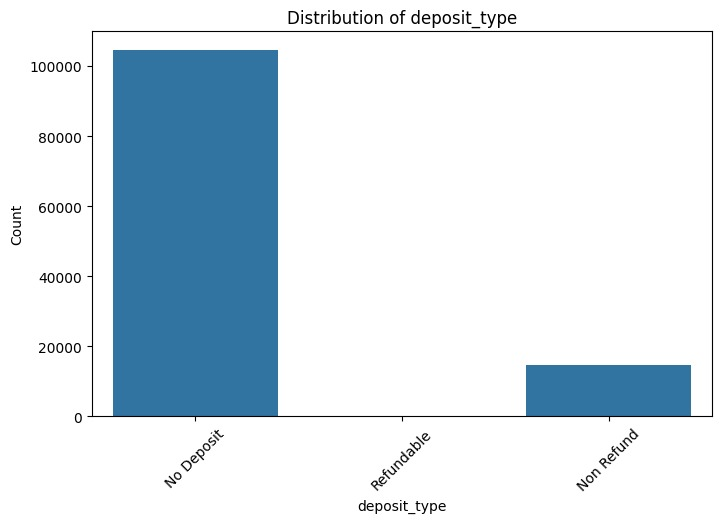 Distribution of deposit_type
Count
100000
80000
60000
40000
20000
0
No Deposit
Refundable
Non Refund
deposit_type